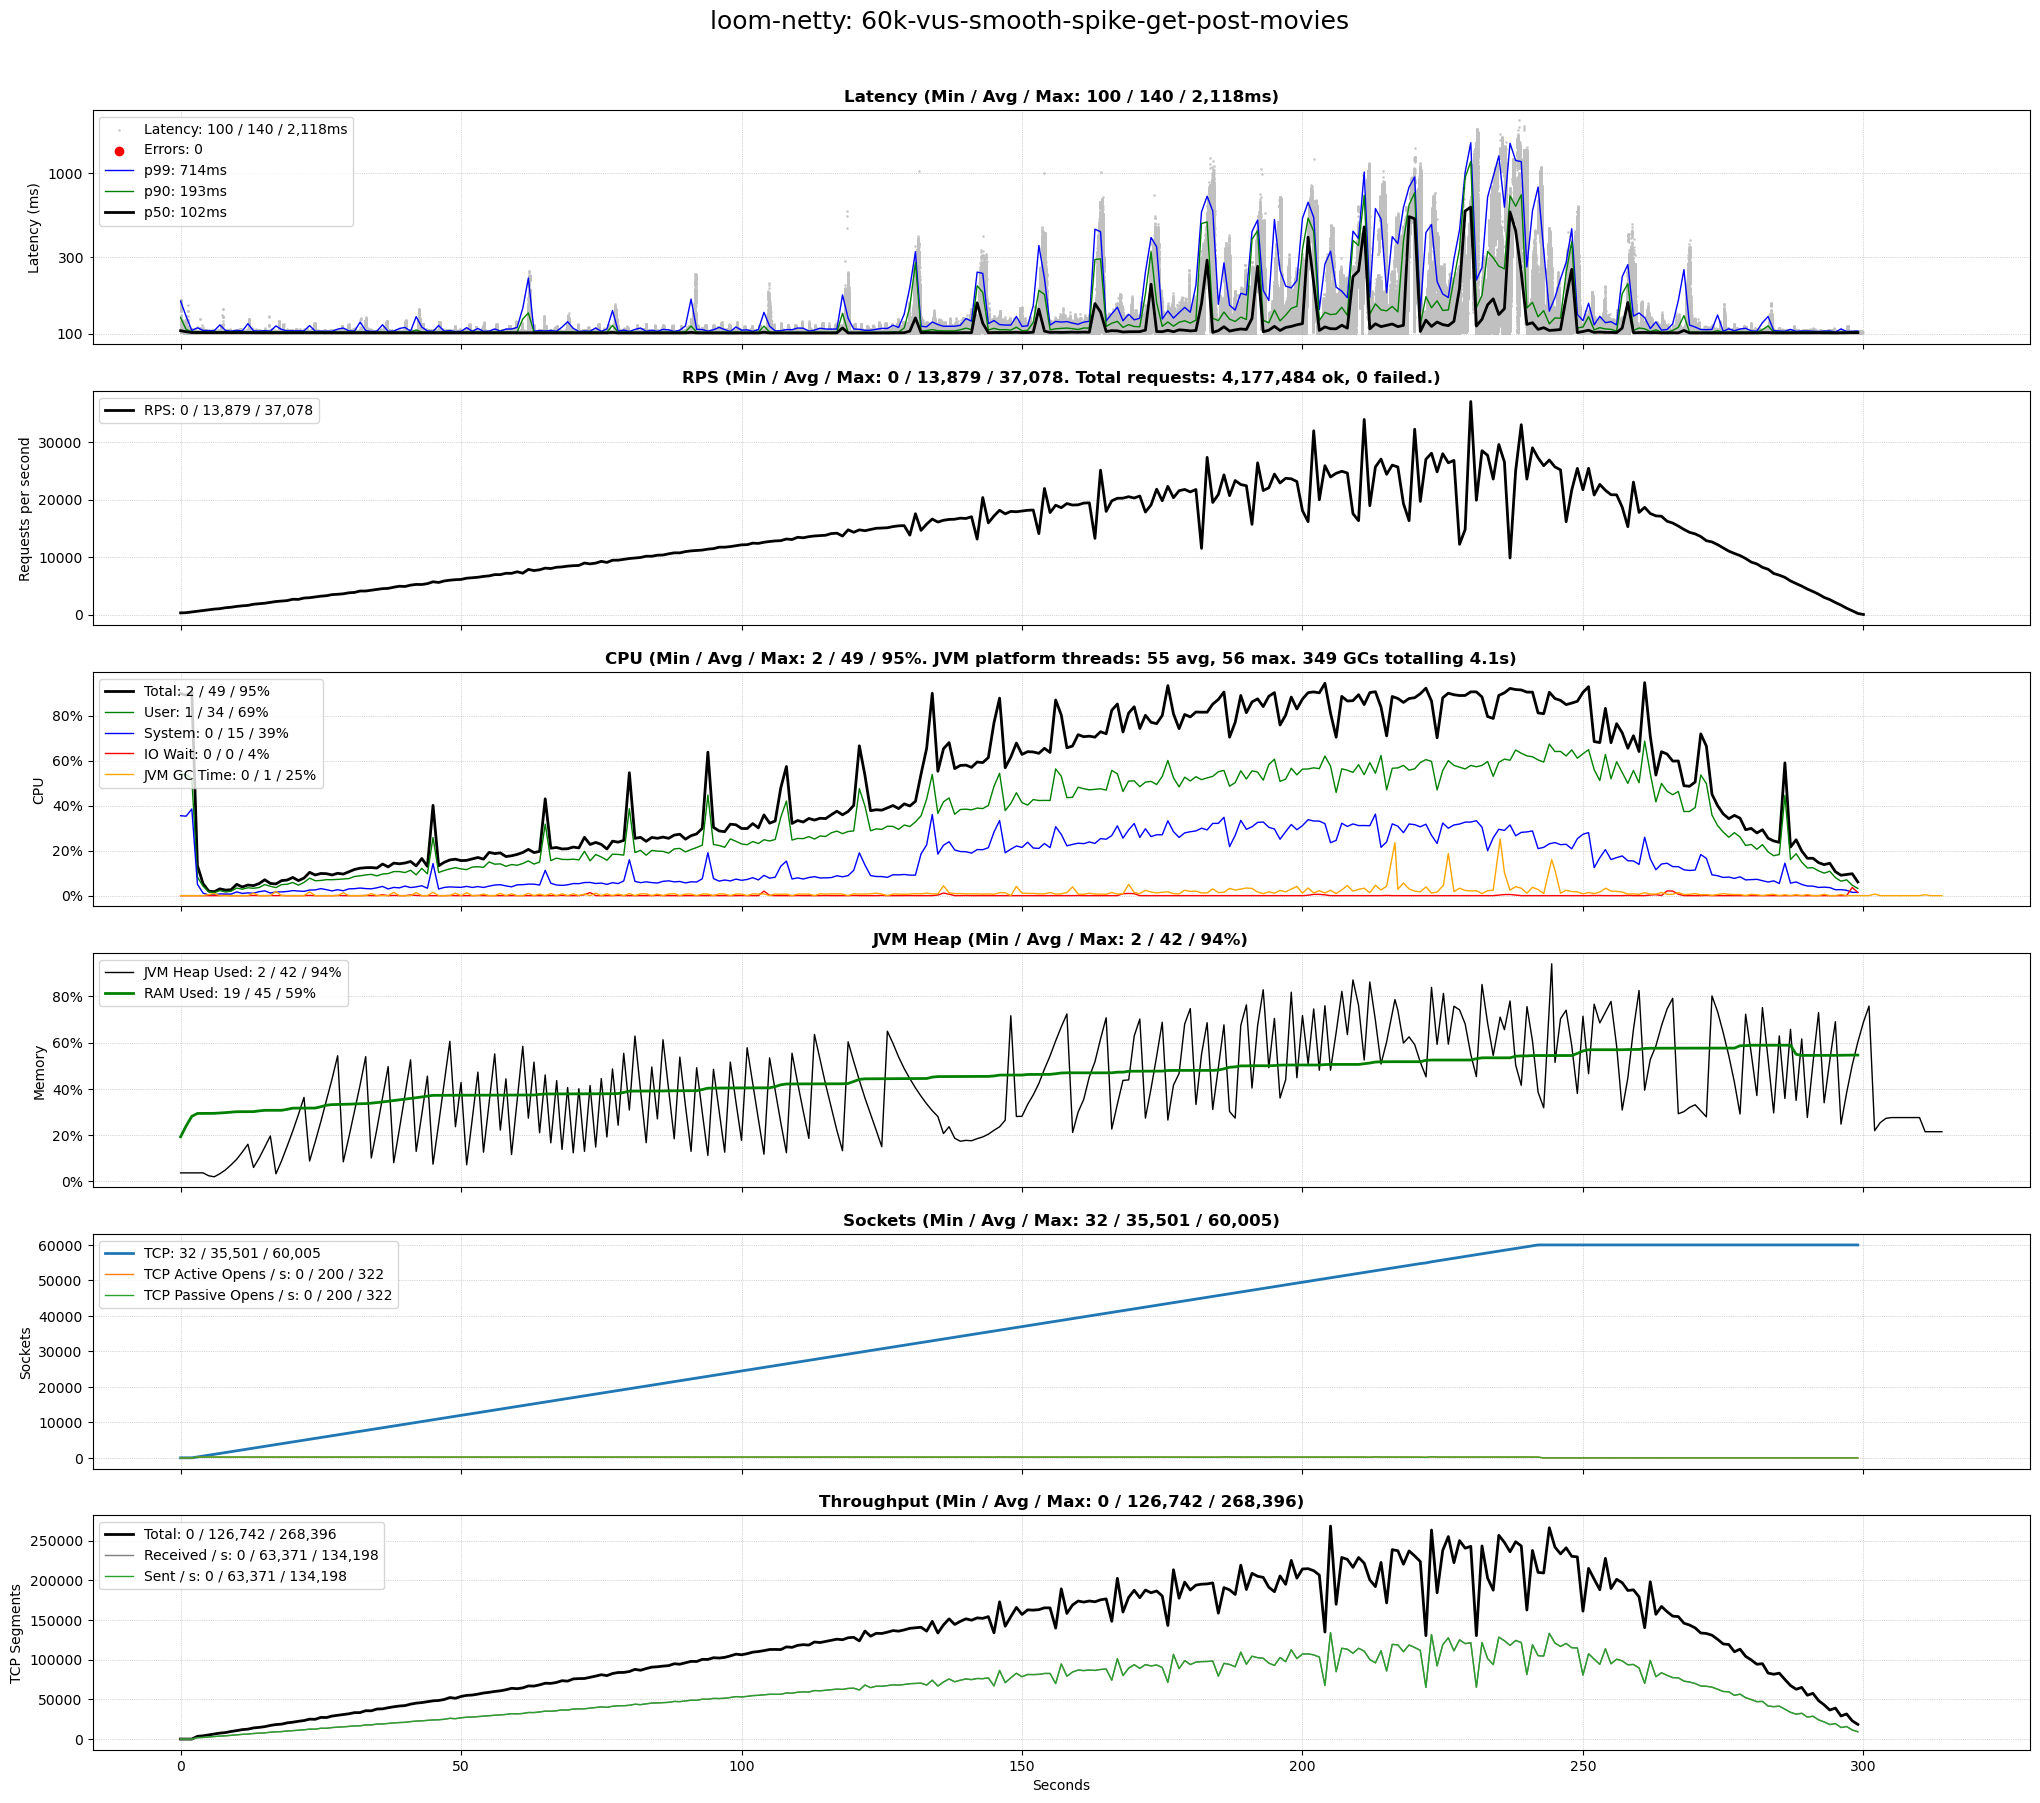 loom-netty: 60k-vus-smooth-spike-get-post-movies
Latency (Min / Avg / Max: 100 / 140 / 2,118ms)
Latency: 100 / 140 / 2,118ms
Errors: 0
p99: 714ms
p90: 193ms
p50: 102ms
Latency (ms)
1000
300
100
RPS (Min / Avg / Max: 0 / 13,879 / 37,078. Total requests: 4,177,484 ok, 0 failed.)
RPS: 0 / 13,879 / 37,078
Requests per second
30000
20000
10000
0
CPU (Min / Avg / Max: 2 / 49 / 95%. JVM platform threads: 55 avg, 56 max. 349 GCs totalling 4.1s)
Total: 2 / 49 / 95%
User: 1 / 34 / 69%
System: 0 / 15 / 39%
IO Wait: 0 / 0 / 4%
JVM GC Time: 0 / 1 / 25%
CPU
80%
60%
40%
20%
0%
JVM Heap (Min / Avg / Max: 2 / 42 / 94%)
JVM Heap Used: 2 / 42 / 94%
RAM Used: 19 / 45 / 59%
Memory
80%
60%
40%
20%
0%
Sockets (Min / Avg / Max: 32 / 35,501 / 60,005)
TCP: 32 / 35,501 / 60,005
TCP Active Opens / s: 0 / 200 / 322
TCP Passive Opens / s: 0 / 200 / 322
Sockets
60000
50000
40000
30000
20000
10000
0
Throughput (Min / Avg / Max: 0 / 126,742 / 268,396)
Total: 0 / 126,742 / 268,396
Received / s: 0 / 63,371 / 134,198
Sent / s: 0 / 63,371 / 134,198
TCP Segments
250000
200000
150000
100000
50000
0
0 50 100 150 200 250 300
Seconds